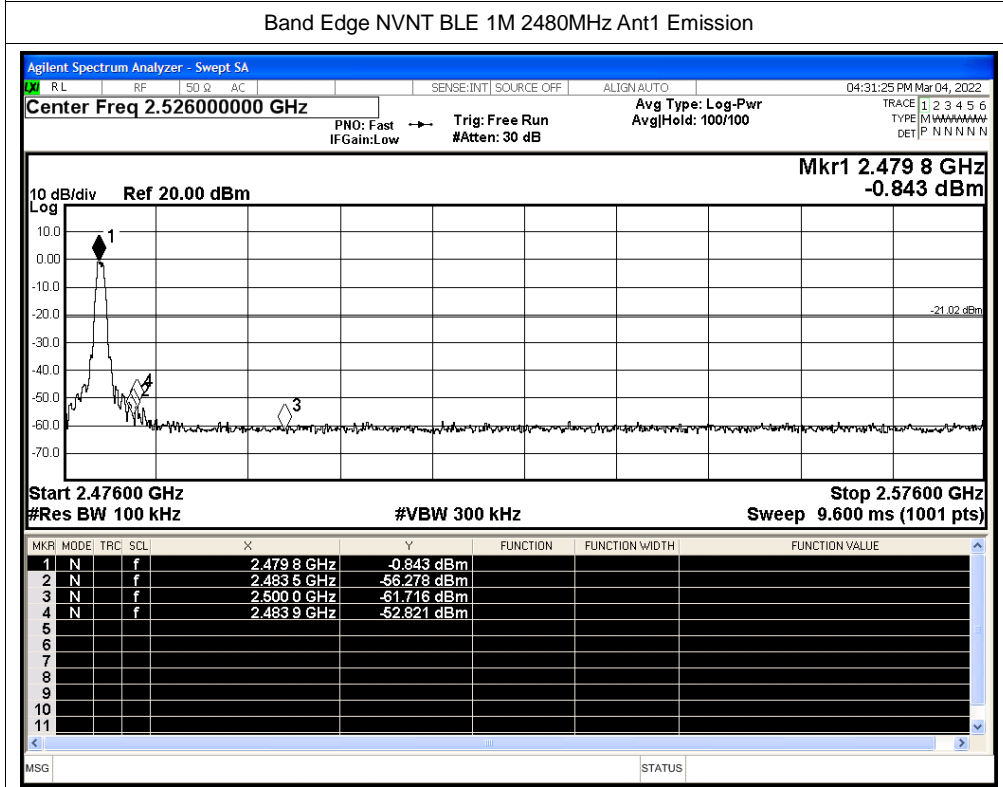 Band Edge NVNT BLE 1M 2480MHz Ant1 Emission
Agilent Spectrum Analyzer - Swept SA
LXI RL RF 50 Ω AC SENSE:INT SOURCE OFF ALIGN AUTO 04:31:25 PM Mar 04, 2022
Center Freq 2.526000000 GHz
PNO: Fast
IFGain:Low
Trig: Free Run
#Atten: 30 dB
Avg Type: Log-Pwr
Avg|Hold: 100/100
TRACE 1 2 3 4 5 6
TYPE M W W W W W
DET P N N N N N
Mkr1 2.479 8 GHz
-0.843 dBm
10 dB/div Ref 20.00 dBm
Log
10.0
1
0.00
-10.0
-20.0
-21.02 dBm
-30.0
-40.0
4
2
-50.0
3
-60.0
-70.0
Start 2.47600 GHz Stop 2.57600 GHz
#Res BW 100 kHz #VBW 300 kHz Sweep 9.600 ms (1001 pts)
MKR MODE TRC SCL X Y FUNCTION FUNCTION WIDTH FUNCTION VALUE
1 N f 2.479 8 GHz -0.843 dBm
2 N f 2.483 5 GHz -56.278 dBm
3 N f 2.500 0 GHz -61.716 dBm
4 N f 2.483 9 GHz -52.821 dBm
5
6
7
8
9
10
11
MSG STATUS